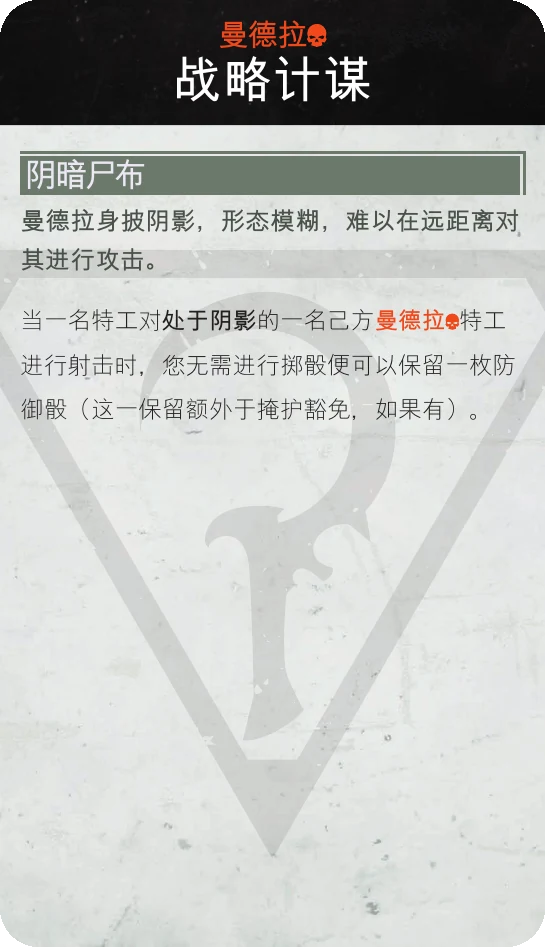 曼德拉
战略计谋
阴暗尸布
曼德拉身披阴影，形态模糊，难以在远距离对
其进行攻击。
当一名特工对处于阴影的一名己方曼德拉特工
进行射击时，您无需进行掷骰便可以保留一枚防
御骰（这一保留额外于掩护豁免，如果有）。